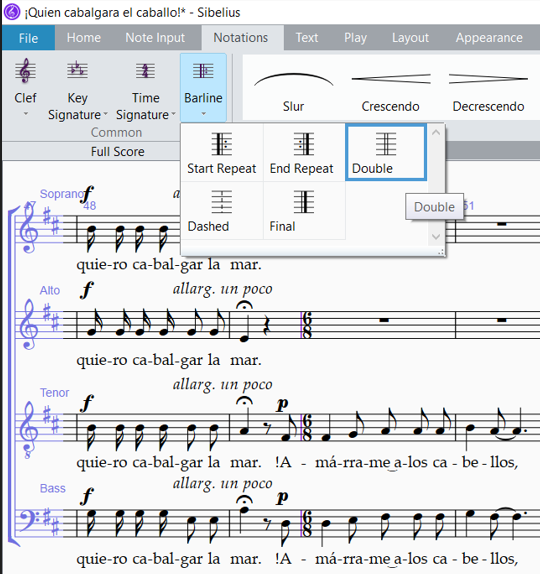 ¡Quien cabalgara el caballo!* - Sibelius
File Home Note Input Notations Text Play Layout Appearance
Clef Key Signature Time Signature Barline Slur Crescendo Decrescendo
Common
Full Score
Start Repeat End Repeat Double
Dashed Final
Double
Soprano f
47 48 51
quie-ro ca-bal-gar la mar.
Alto f allarg. un poco
6 8
quie-ro ca-bal-gar la mar.
Tenor f allarg. un poco p
6 8
8
quie-ro ca-bal-gar la mar. !A - má-rra-me a-los ca - be - llos,
Bass f allarg. un poco p
6 8
quie-ro ca-bal-gar la mar. !A - má-rra-me a-los ca - be - llos,